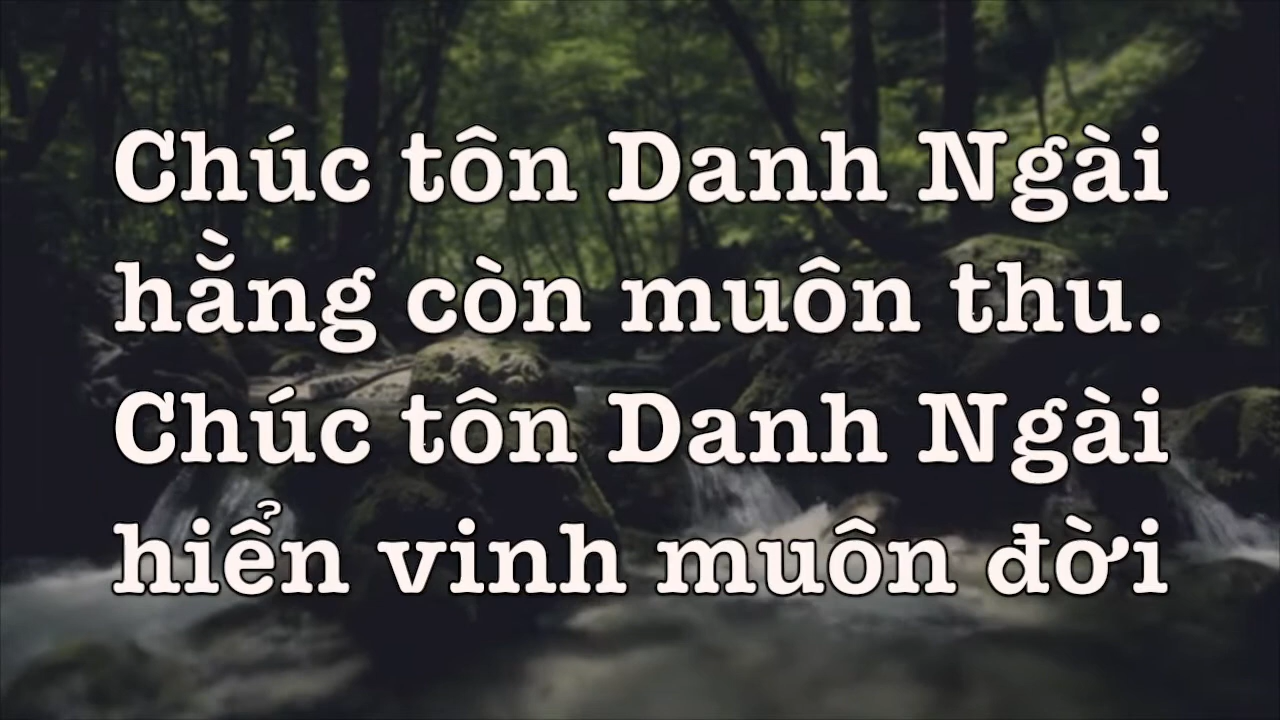 Chúc tôn Danh Ngài
hằng còn muôn thu.
Chúc tôn Danh Ngài
hiển vinh muôn đời